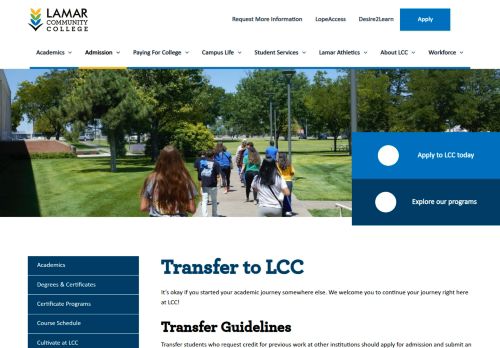 LAMAR
COMMUNITY
COLLEGE
Request More Information LopeAccess Desire2Learn Apply
Academics Admission Paying For College Campus Life Student Services Lamar Athletics About LCC Workforce
Apply to LCC today
Explore our programs
Academics
Degrees & Certificates
Certificate Programs
Course Schedule
Cultivate at LCC
Transfer to LCC
It's okay if you started your academic journey somewhere else. We welcome you to continue your journey right here
at LCC!
Transfer Guidelines
Transfer students who request credit for previous work at other institutions should apply for admission and submit an